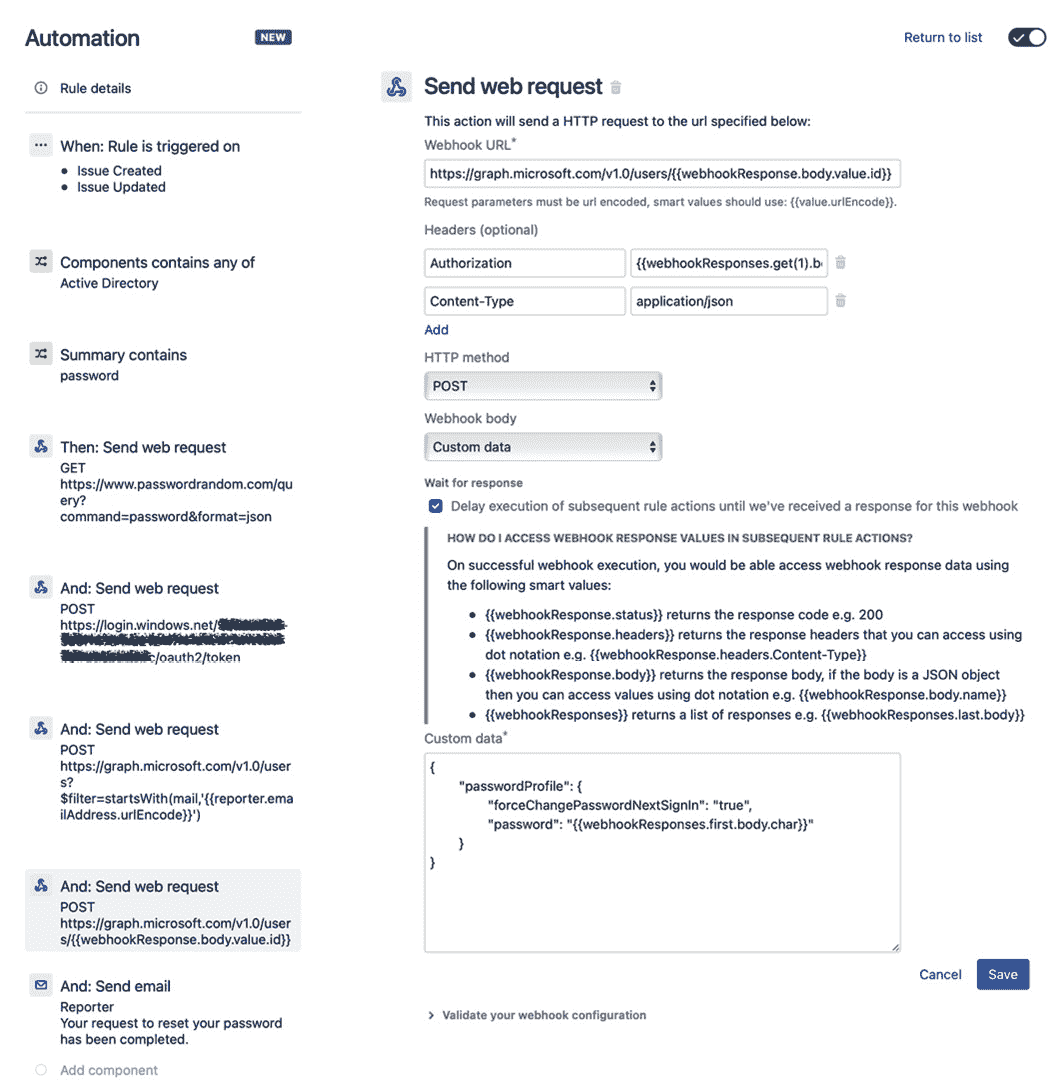 Automation
NEW
Return to list
Rule details
When: Rule is triggered on
Issue Created
Issue Updated
Components contains any of
Active Directory
Summary contains
password
Then: Send web request
GET
https://www.passwordrandom.com/qu
ery?
command=password&format=json
And: Send web request
POST
https://login.windows.net/
c/oauth2/token
And: Send web request
POST
https://graph.microsoft.com/v1.0/user
s?
$filter=startsWith(mail,'{{reporter.ema
ilAddress.urlEncode}}')
And: Send web request
POST
https://graph.microsoft.com/v1.0/user
s/{{webhookResponse.body.value.id}}
And: Send email
Reporter
Your request to reset your password
has been completed.
Add component
Send web request
This action will send a HTTP request to the url specified below:
Webhook URL*
https://graph.microsoft.com/v1.0/users/{{webhookResponse.body.value.id}}
Request parameters must be url encoded, smart values should use: {{value.urlEncode}}.
Headers (optional)
Authorization
{{webhookResponses.get(1).b
Content-Type
application/json
Add
HTTP method
POST
Webhook body
Custom data
Wait for response
Delay execution of subsequent rule actions until we've received a response for this webhook
HOW DO I ACCESS WEBHOOK RESPONSE VALUES IN SUBSEQUENT RULE ACTIONS?
On successful webhook execution, you would be able access webhook response data using
the following smart values:
{{webhookResponse.status}} returns the response code e.g. 200
{{webhookResponse.headers}} returns the response headers that you can access using
dot notation e.g. {{webhookResponse.headers.Content-Type}}
{{webhookResponse.body}} returns the response body, if the body is a JSON object
then you can access values using dot notation e.g. {{webhookResponse.body.name}}
{{webhookResponses}} returns a list of responses e.g. {{webhookResponses.last.body}}
Custom data*
{
"passwordProfile": {
"forceChangePasswordNextSignIn": "true",
"password": "{{webhookResponses.first.body.char}}"
}
}
Cancel
Save
Validate your webhook configuration